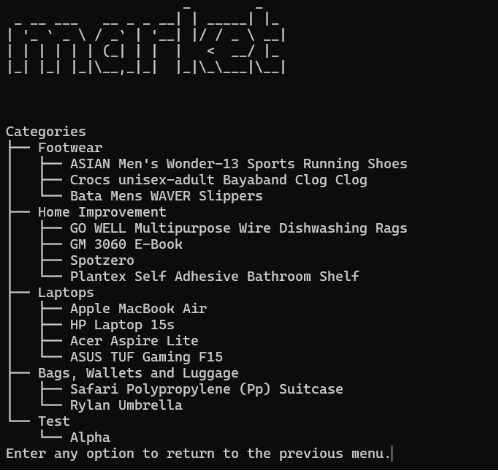 market
Categories
Footwear
ASIAN Men's Wonder-13 Sports Running Shoes
Crocs unisex-adult Bayaband Clog Clog
Bata Mens WAVER Slippers
Home Improvement
GO WELL Multipurpose Wire Dishwashing Rags
GM 3060 E-Book
Spotzero
Plantex Self Adhesive Bathroom Shelf
Laptops
Apple MacBook Air
HP Laptop 15s
Acer Aspire Lite
ASUS TUF Gaming F15
Bags, Wallets and Luggage
Safari Polypropylene (Pp) Suitcase
Rylan Umbrella
Test
Alpha
Enter any option to return to the previous menu.